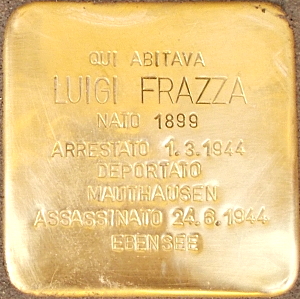 QUI ABITAVA
LUIGI FRAZZA
NATO 1899
ARRESTATO 1.3.1944
DEPORTATO
MAUTHAUSEN
ASSASSINATO 24.6.1944
EBENSEE